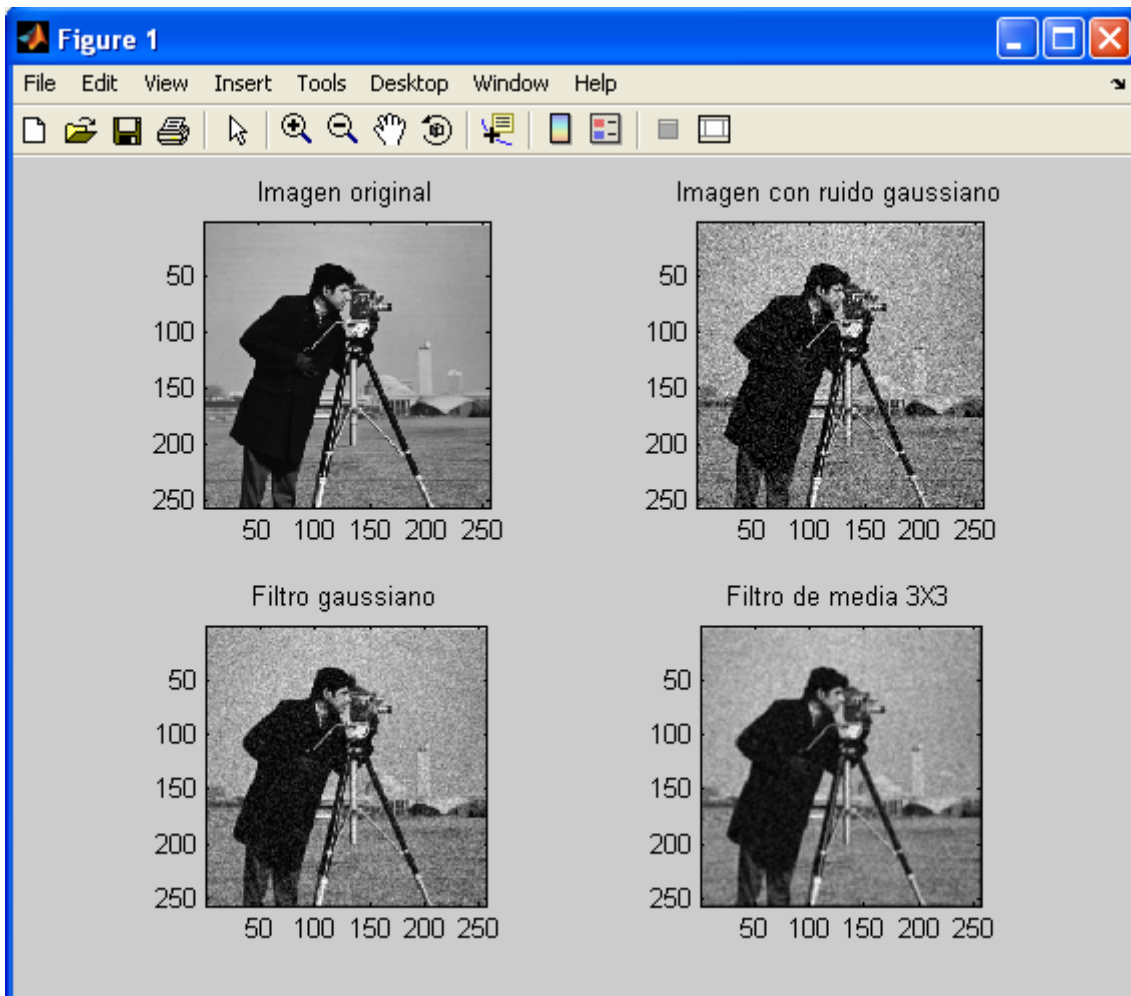 Figure 1
File Edit View Insert Tools Desktop Window Help
Imagen original
50
100
150
200
250
50 100 150 200 250
Imagen con ruido gaussiano
50
100
150
200
250
50 100 150 200 250
Filtro gaussiano
50
100
150
200
250
50 100 150 200 250
Filtro de media 3X3
50
100
150
200
250
50 100 150 200 250